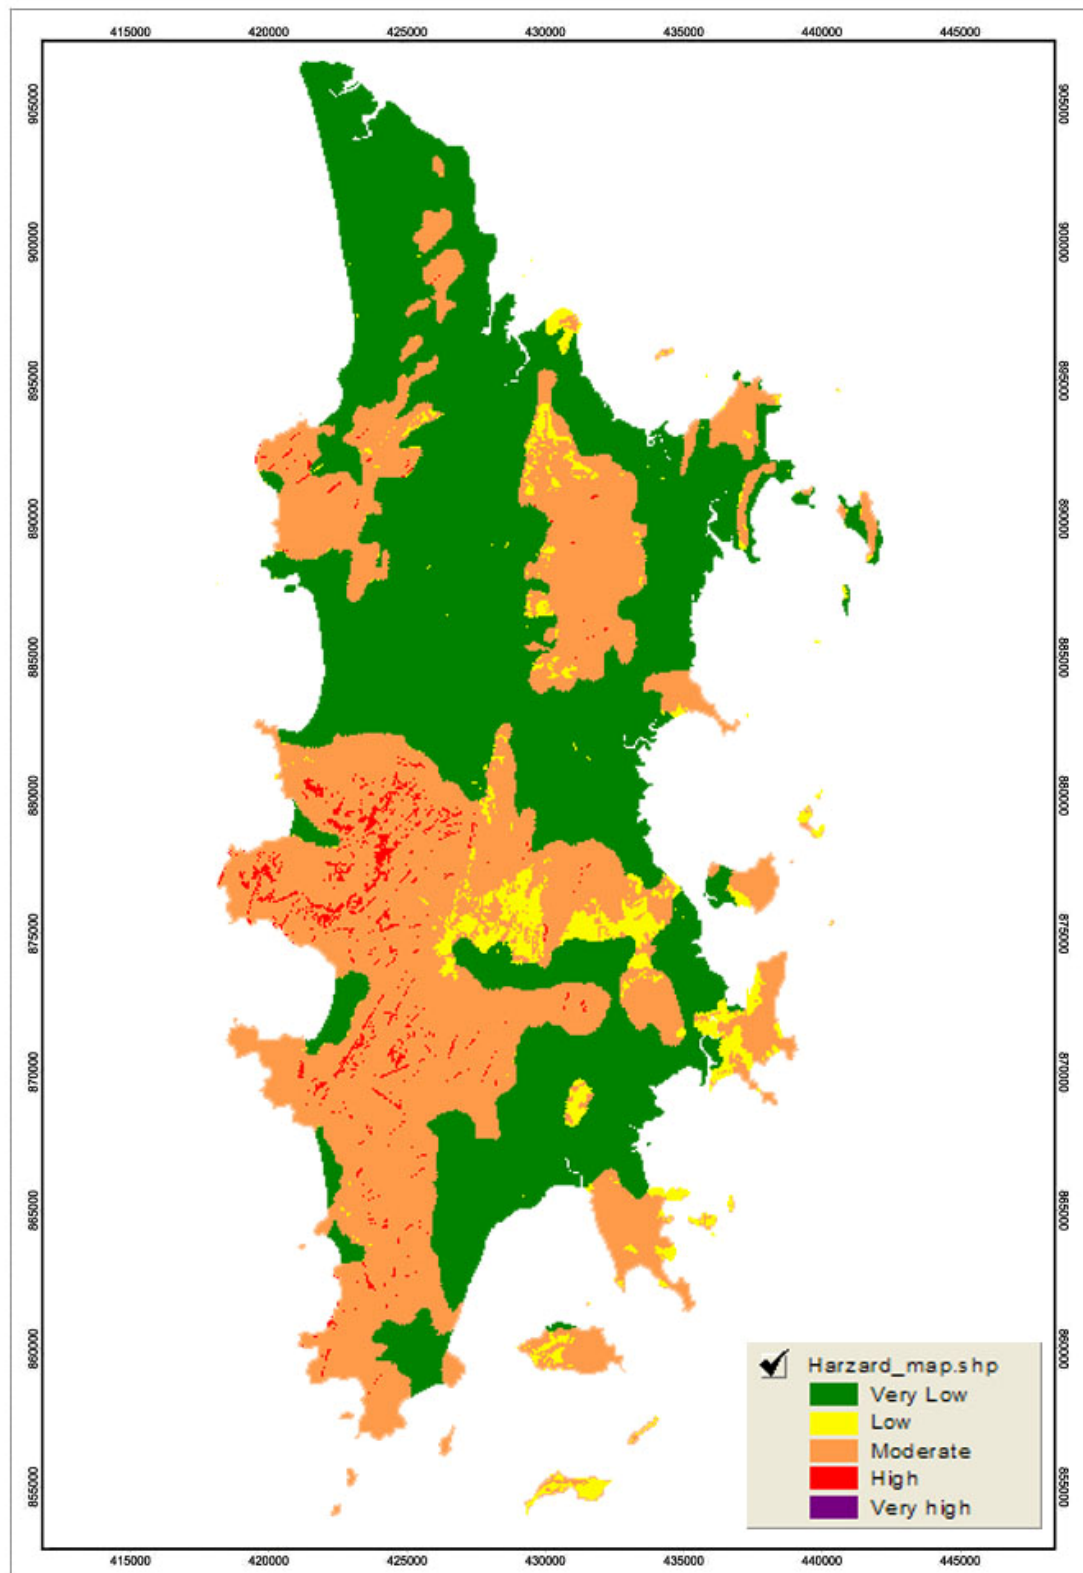 415000 420000 425000 430000 435000 440000 445000
905000 905000
900000 900000
895000 895000
890000 890000
885000 885000
880000 880000
875000 875000
870000 870000
865000 865000
860000 860000
855000 855000
Harzard_map.shp
Very Low
Low
Moderate
High
Very high
415000 420000 425000 430000 435000 440000 445000